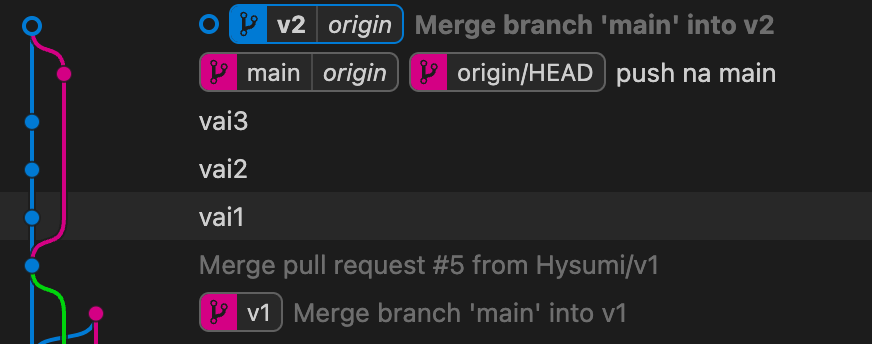 v2 origin Merge branch 'main' into v2
main origin origin/HEAD push na main
vai3
vai2
vai1
Merge pull request #5 from Hysumi/v1
v1 Merge branch 'main' into v1